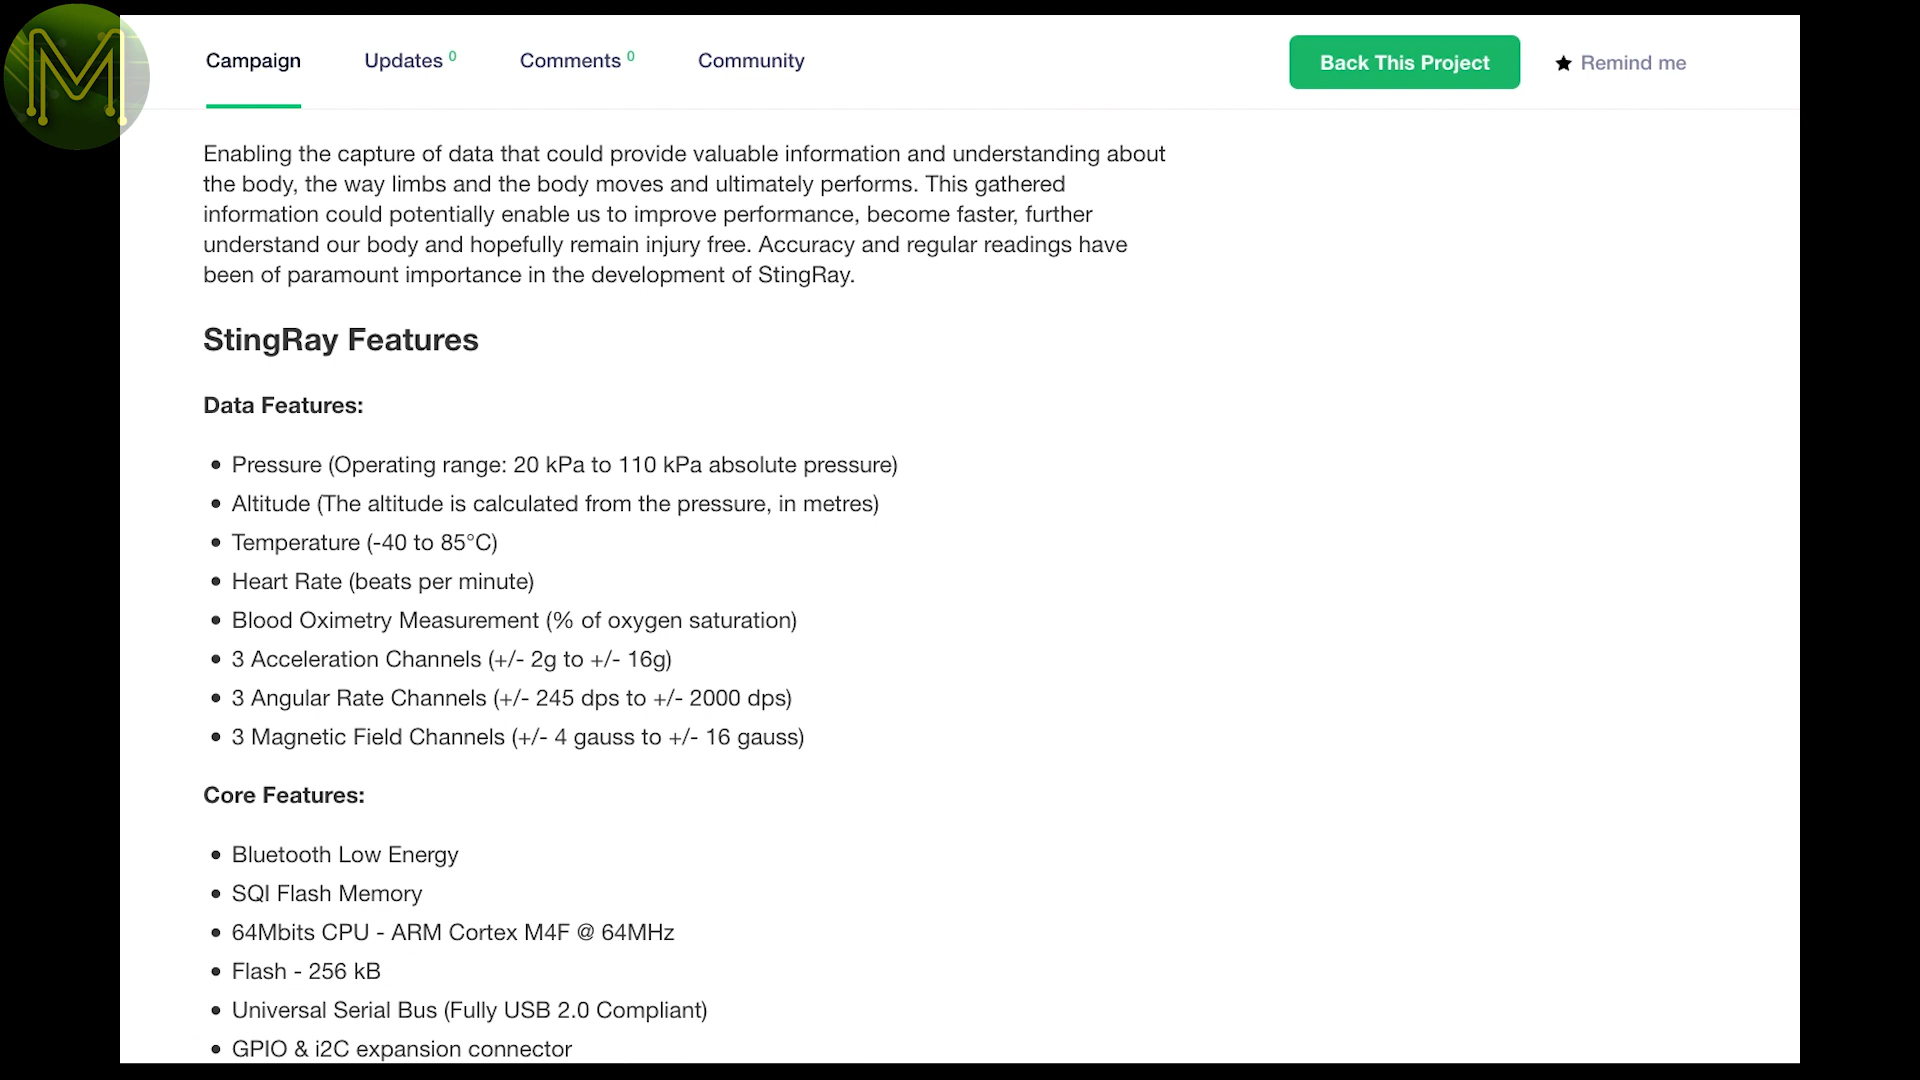 M
Campaign
Updates 0
Comments 0
Community
Back This Project
Remind me
Enabling the capture of data that could provide valuable information and understanding about
the body, the way limbs and the body moves and ultimately performs. This gathered
information could potentially enable us to improve performance, become faster, further
understand our body and hopefully remain injury free. Accuracy and regular readings have
been of paramount importance in the development of StingRay.
StingRay Features
Data Features:
Pressure (Operating range: 20 kPa to 110 kPa absolute pressure)
Altitude (The altitude is calculated from the pressure, in metres)
Temperature (-40 to 85°C)
Heart Rate (beats per minute)
Blood Oximetry Measurement (% of oxygen saturation)
3 Acceleration Channels (+/- 2g to +/- 16g)
3 Angular Rate Channels (+/- 245 dps to +/- 2000 dps)
3 Magnetic Field Channels (+/- 4 gauss to +/- 16 gauss)
Core Features:
Bluetooth Low Energy
SQI Flash Memory
64Mbits CPU - ARM Cortex M4F @ 64MHz
Flash - 256 kB
Universal Serial Bus (Fully USB 2.0 Compliant)
GPIO & i2C expansion connector